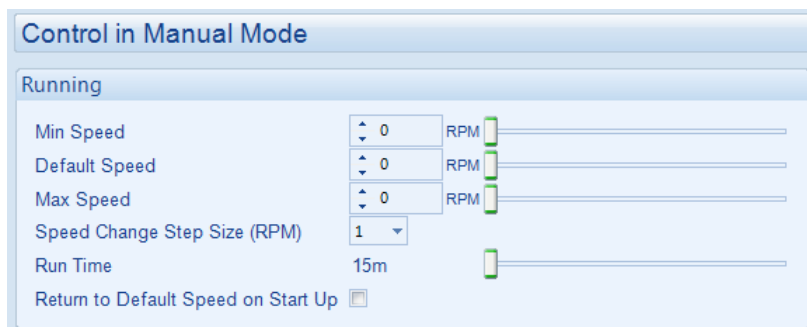 Control in Manual Mode
Running
Min Speed 0 RPM
Default Speed 0 RPM
Max Speed 0 RPM
Speed Change Step Size (RPM) 1
Run Time 15m
Return to Default Speed on Start Up